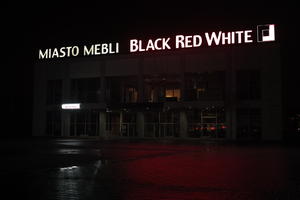 MIASTO MEBLI BLACK RED WHITE